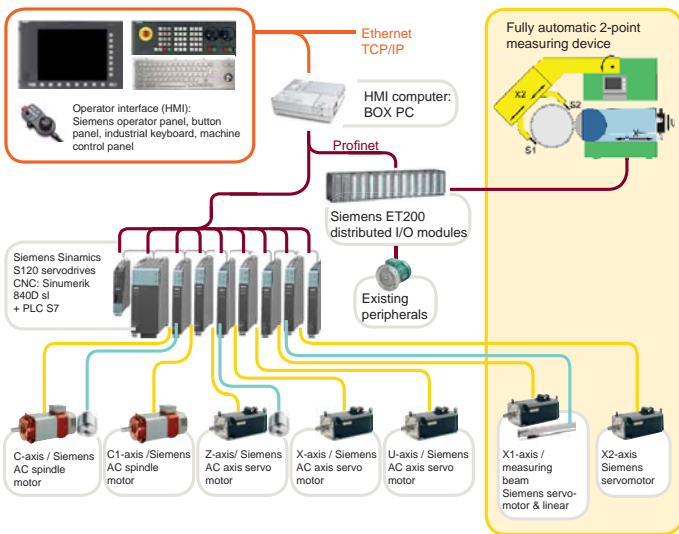 Ethernet
TCP/IP
Fully automatic 2-point
measuring device
X2
S2
S1
X
Operator interface (HMI):
Siemens operator panel, button
panel, industrial keyboard, machine
control panel
HMI computer:
BOX PC
Profinet
Siemens ET200
distributed I/O modules
Siemens Sinamics
S120 servodrives
CNC: Sinumerik
840D sl
+ PLC S7
Existing
peripherals
C-axis / Siemens
AC spindle
motor
C1-axis /Siemens
AC spindle
motor
Z-axis/ Siemens
AC axis servo
motor
X-axis / Siemens
AC axis servo
motor
U-axis / Siemens
AC axis servo
motor
X1-axis /
measuring
beam
Siemens servo-
motor & linear
X2-axis
Siemens
servomotor